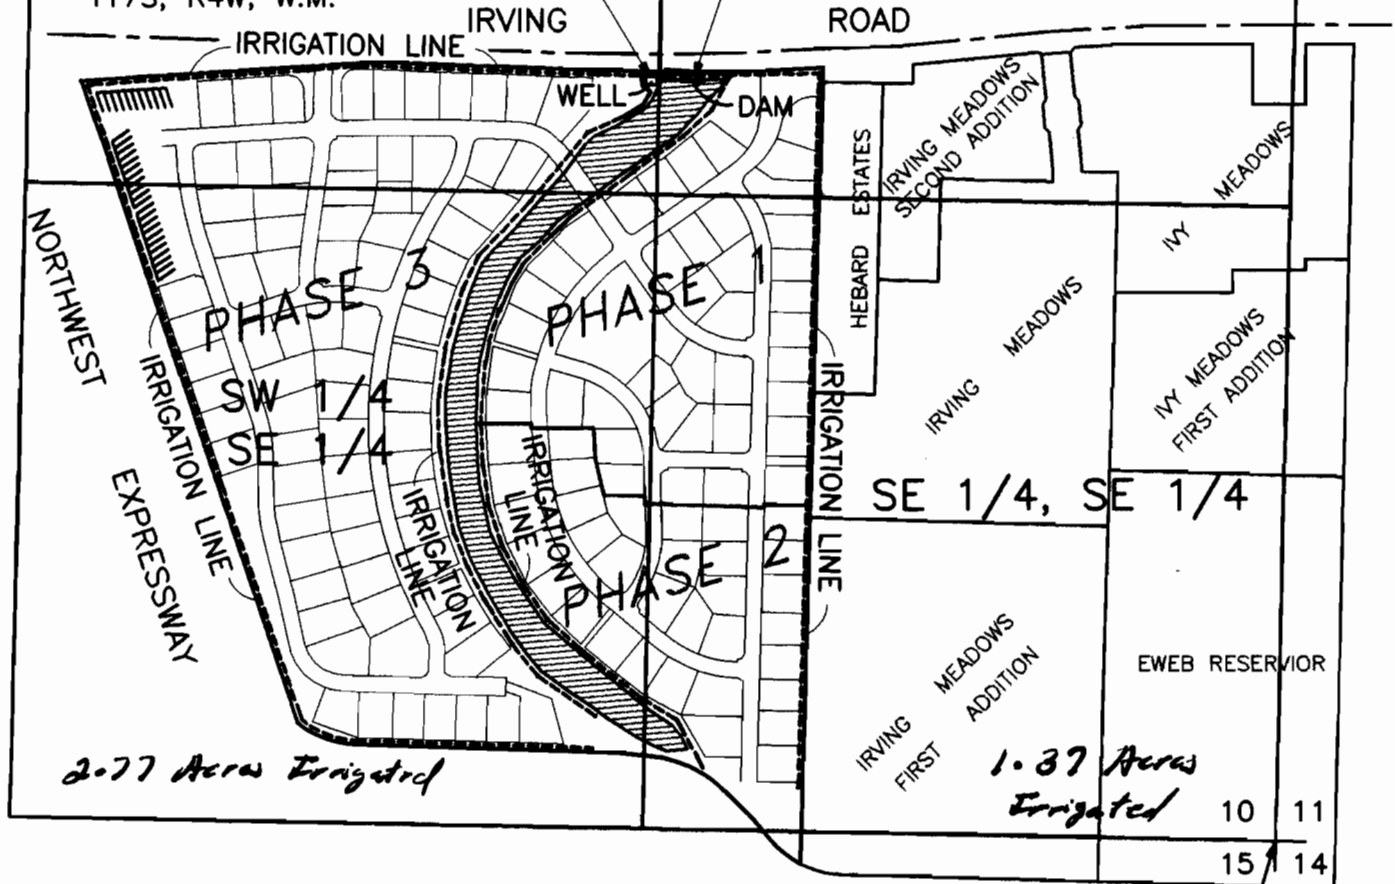 R4W, W.M.
IRVING ROAD
IRRIGATION LINE
WELL
DAM
HEBARD ESTATES
IRVING MEADOWS
SECOND ADDITION
IVY MEADOWS
NORTHWEST
EXPRESSWAY
IRRIGATION LINE
PHASE 3
SW 1/4
SE 1/4
PHASE 1
IRRIGATION LINE
IRVING MEADOWS
IVY MEADOWS
FIRST ADDITION
IRRIGATION
LINE
IRRIGATION
LINE
SE 1/4, SE 1/4
PHASE 2
IRVING MEADOWS
FIRST ADDITION
EWEB RESERVIOR
2.77 Acres Irrigated
1.37 Acres
Irrigated
10 11
15 14